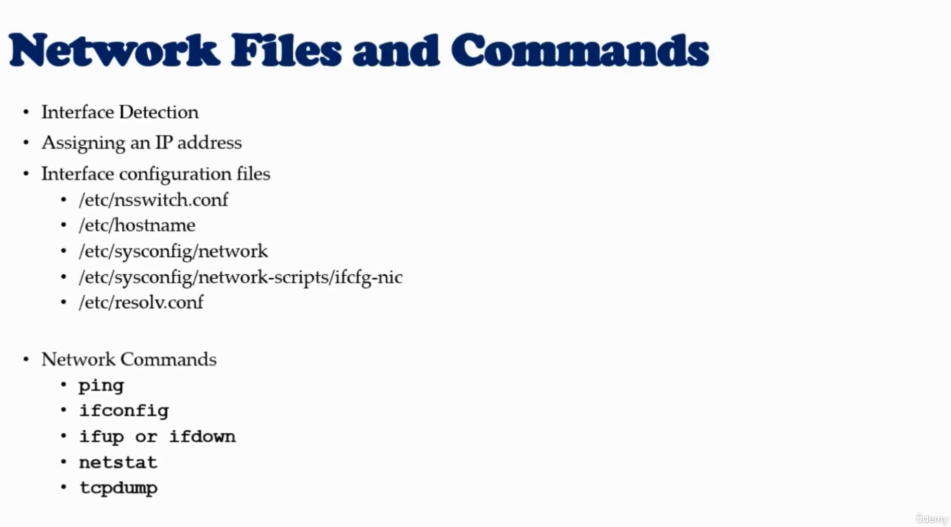 Network Files and Commands
• Interface Detection
• Assigning an IP address
• Interface configuration files
• /etc/nsswitch.conf
• /etc/hostname
• /etc/sysconfig/network
• /etc/sysconfig/network-scripts/ifcfg-nic
• /etc/resolv.conf
• Network Commands
• ping
• ifconfig
• ifup or ifdown
• netstat
• tcpdump
ûdemy